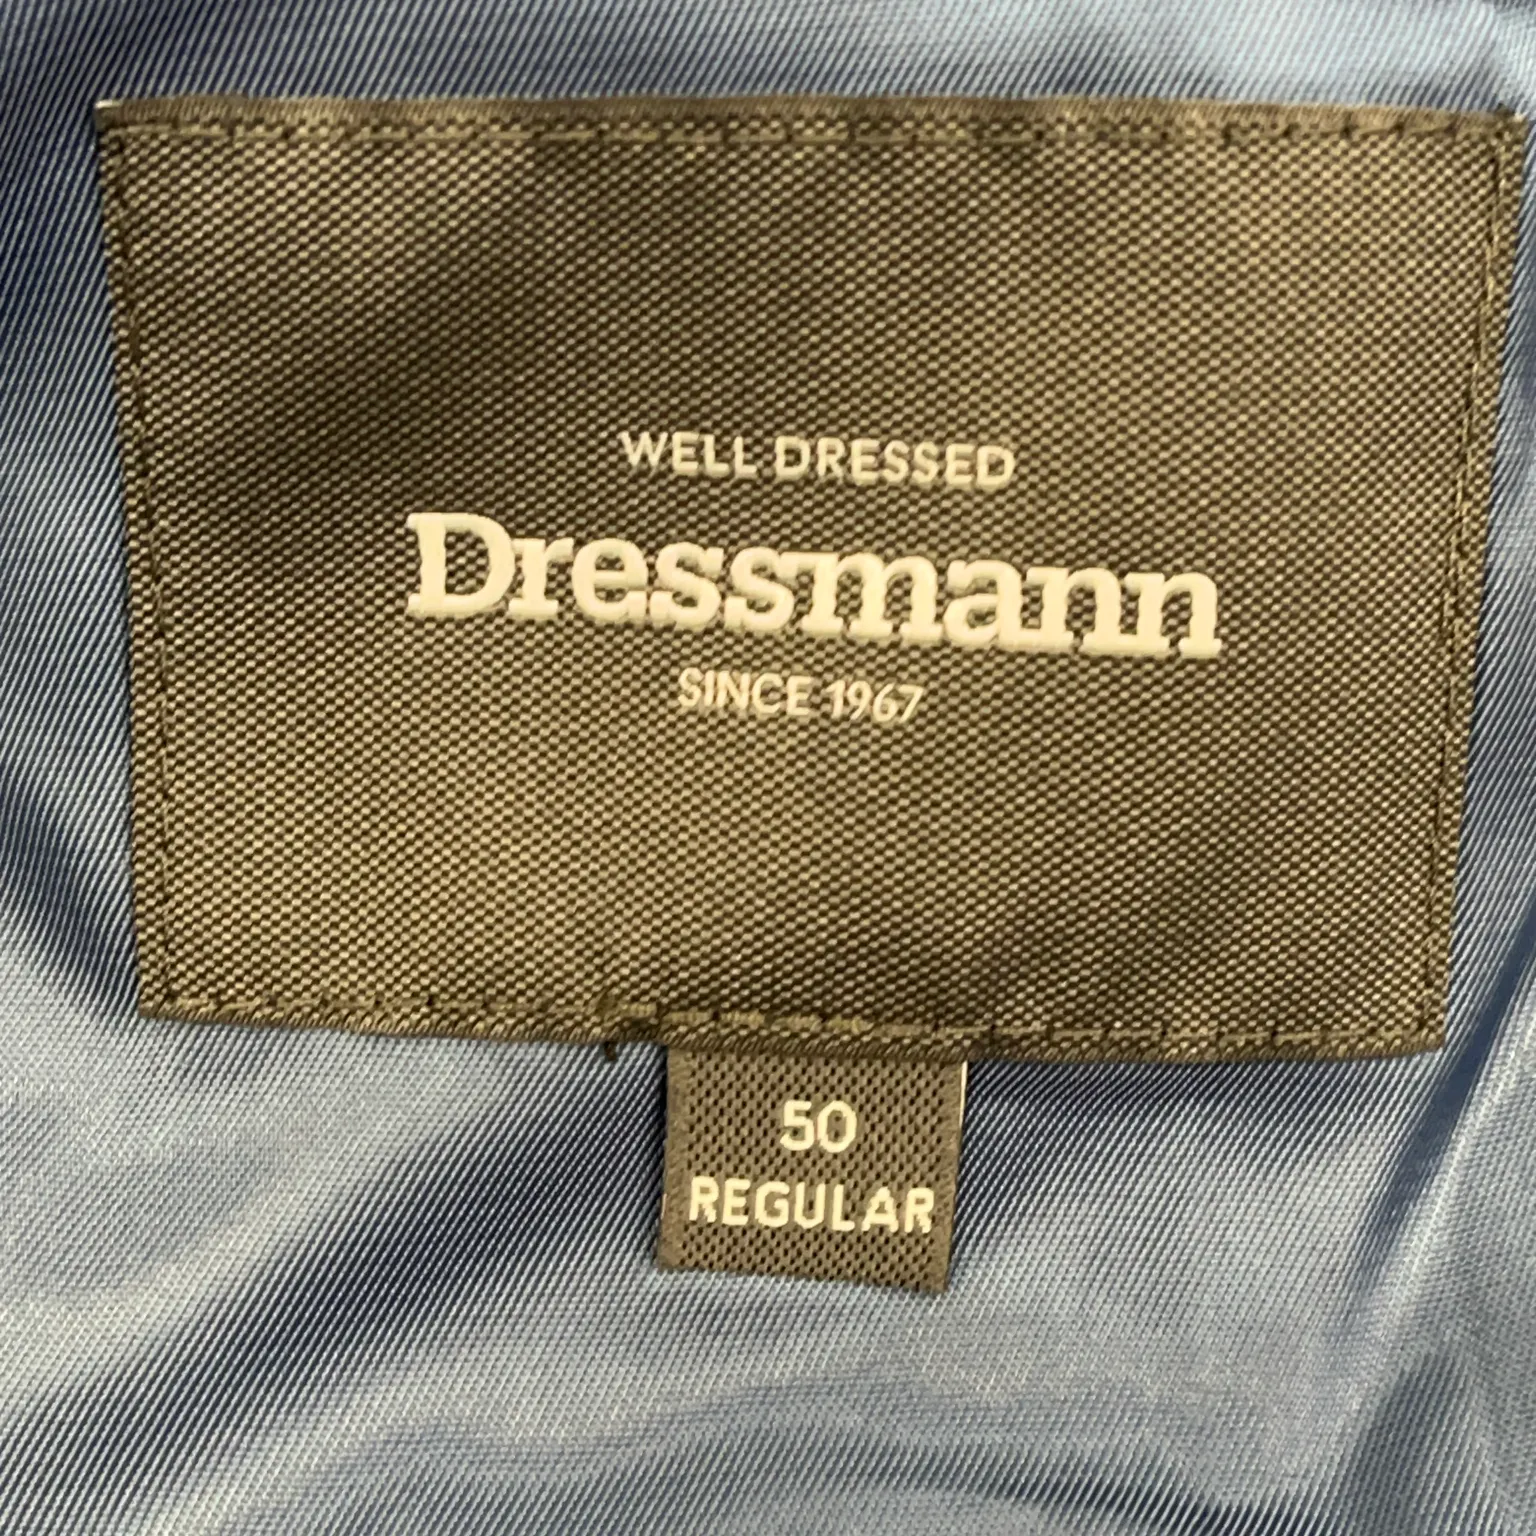 WELL DRESSED
Dressmann
SINCE 1967
50
REGULAR